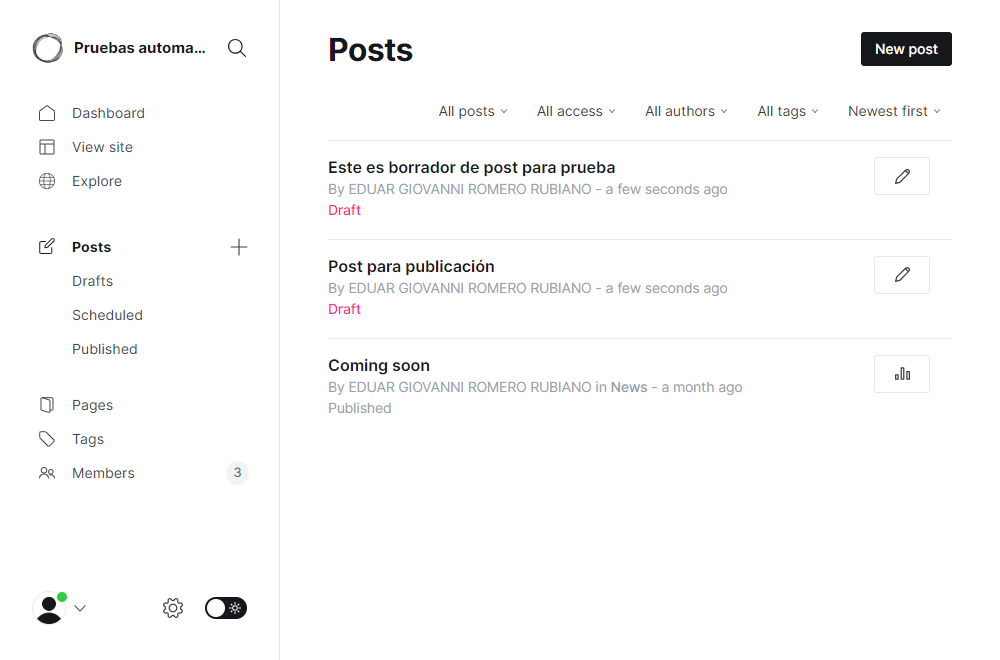 Pruebas automa...
Dashboard
View site
Explore
Posts
Drafts
Scheduled
Published
Pages
Tags
Members 3
Posts
New post
All posts All access All authors All tags Newest first
Este es borrador de post para prueba
By EDUAR GIOVANNI ROMERO RUBIANO - a few seconds ago
Draft
Post para publicación
By EDUAR GIOVANNI ROMERO RUBIANO - a few seconds ago
Draft
Coming soon
By EDUAR GIOVANNI ROMERO RUBIANO in News - a month ago
Published